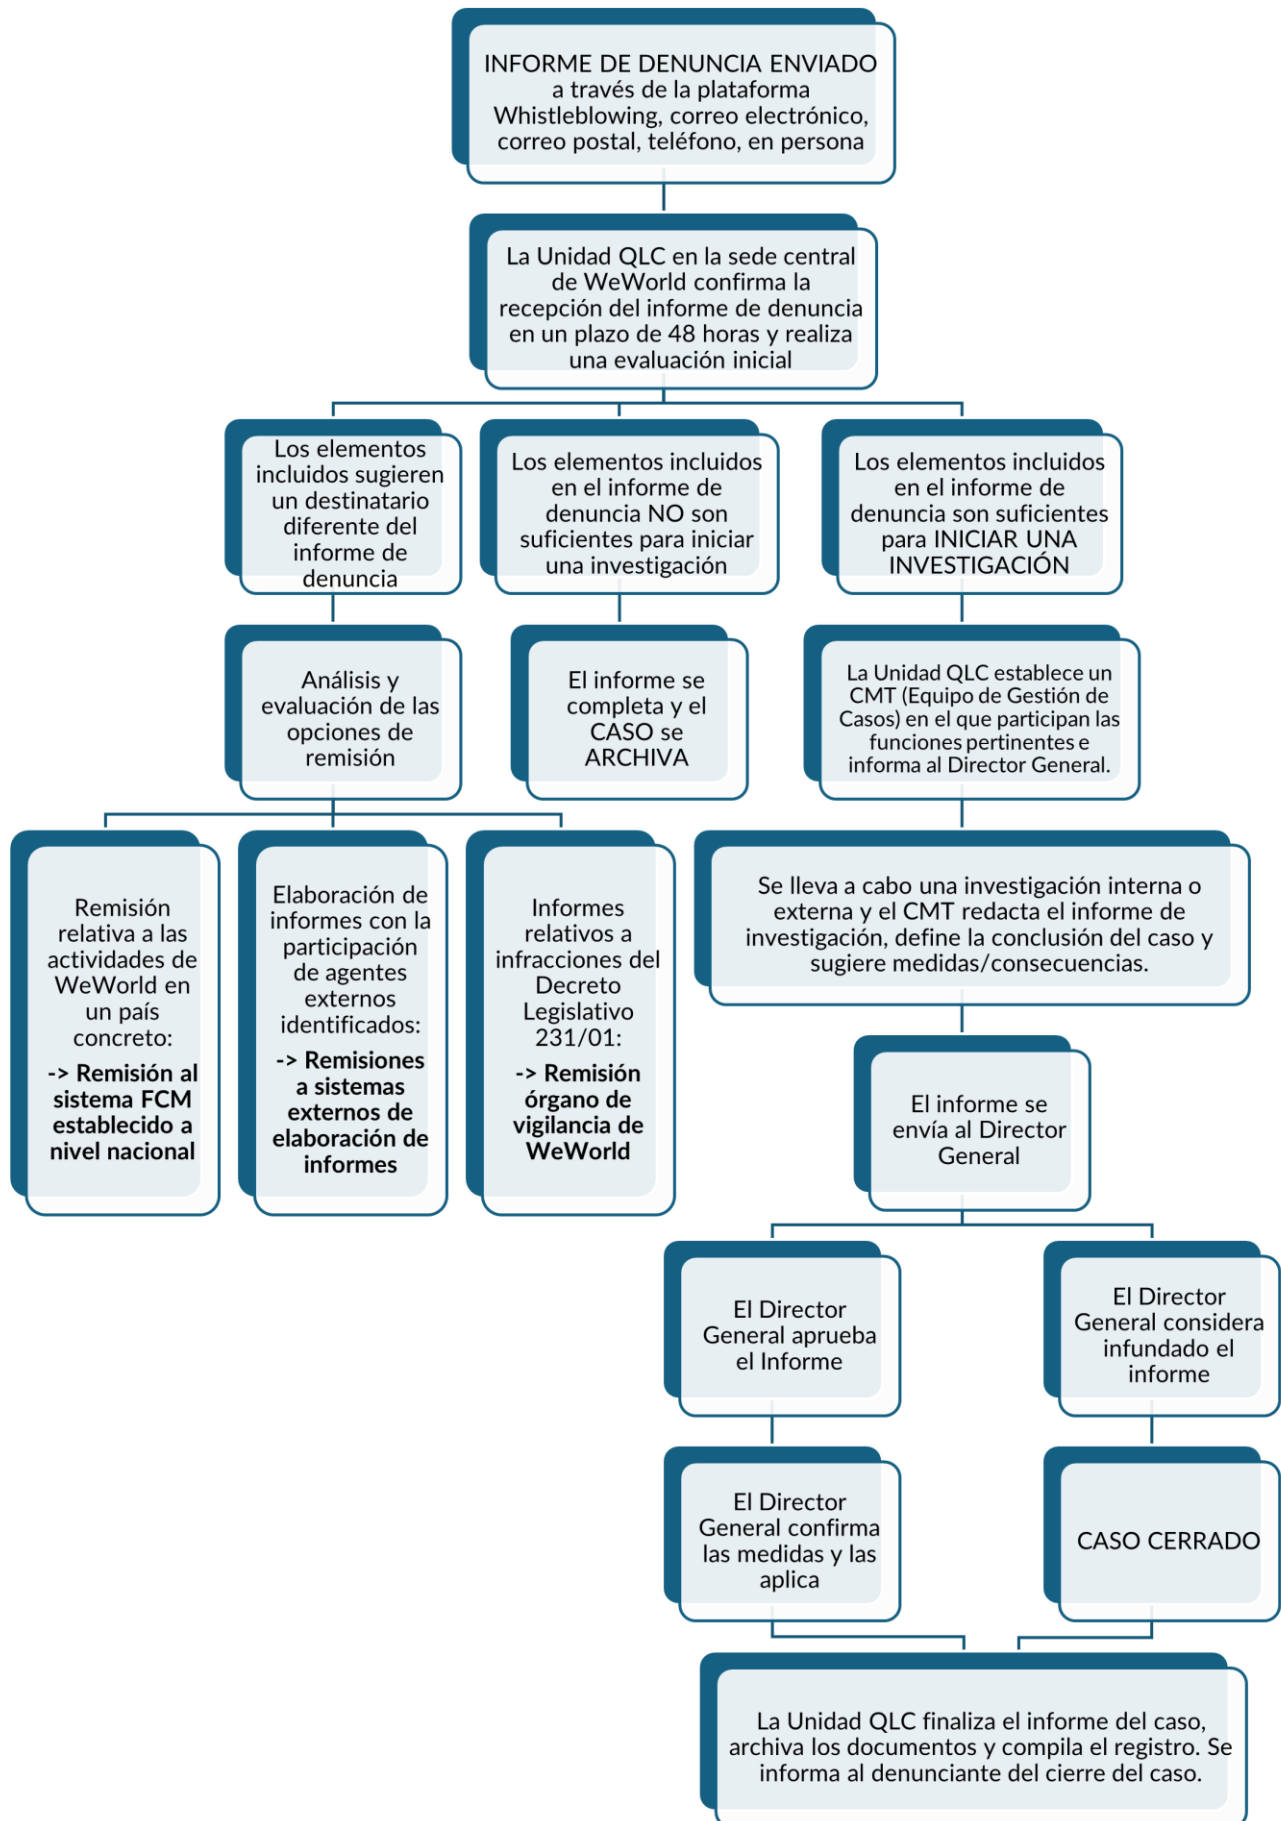 INFORME DE DENUNCIA ENVIADO
a través de la plataforma
Whistleblowing, correo electrónico,
correo postal, teléfono, en persona
La Unidad QLC en la sede central
de WeWorld confirma la
recepción del informe de denuncia
en un plazo de 48 horas y realiza
una evaluación inicial
Los elementos
incluidos sugieren
un destinatario
diferente del
informe de
denuncia
Los elementos incluidos
en el informe de
denuncia NO son
suficientes para iniciar
una investigación
Los elementos incluidos
en el informe de
denuncia son suficientes
para INICIAR UNA
INVESTIGACIÓN
Análisis y
evaluación de las
opciones de
remisión
El informe se
completa y el
CASO se
ARCHIVA
La Unidad QLC establece un
CMT (Equipo de Gestión de
Casos) en el que participan las
funciones pertinentes e
informa al Director General.
Remisión
relativa a las
actividades de
WeWorld en
un país
concreto:
-> Remisión al
sistema FCM
establecido a
nivel nacional
Elaboración de
informes con la
participación
de agentes
externos
identificados:
-> Remisiones
a sistemas
externos de
elaboración de
informes
Informes
relativos a
infracciones del
Decreto
Legislativo
231/01:
-> Remisión
órgano de
vigilancia de
WeWorld
Se lleva a cabo una investigación interna o
externa y el CMT redacta el informe de
investigación, define la conclusión del caso y
sugiere medidas/consecuencias.
El informe se
envía al Director
General
El Director
General aprueba
el Informe
El Director
General considera
infundado el
informe
El Director
General confirma
las medidas y las
aplica
CASO CERRADO
La Unidad QLC finaliza el informe del caso,
archiva los documentos y compila el registro. Se
informa al denunciante del cierre del caso.